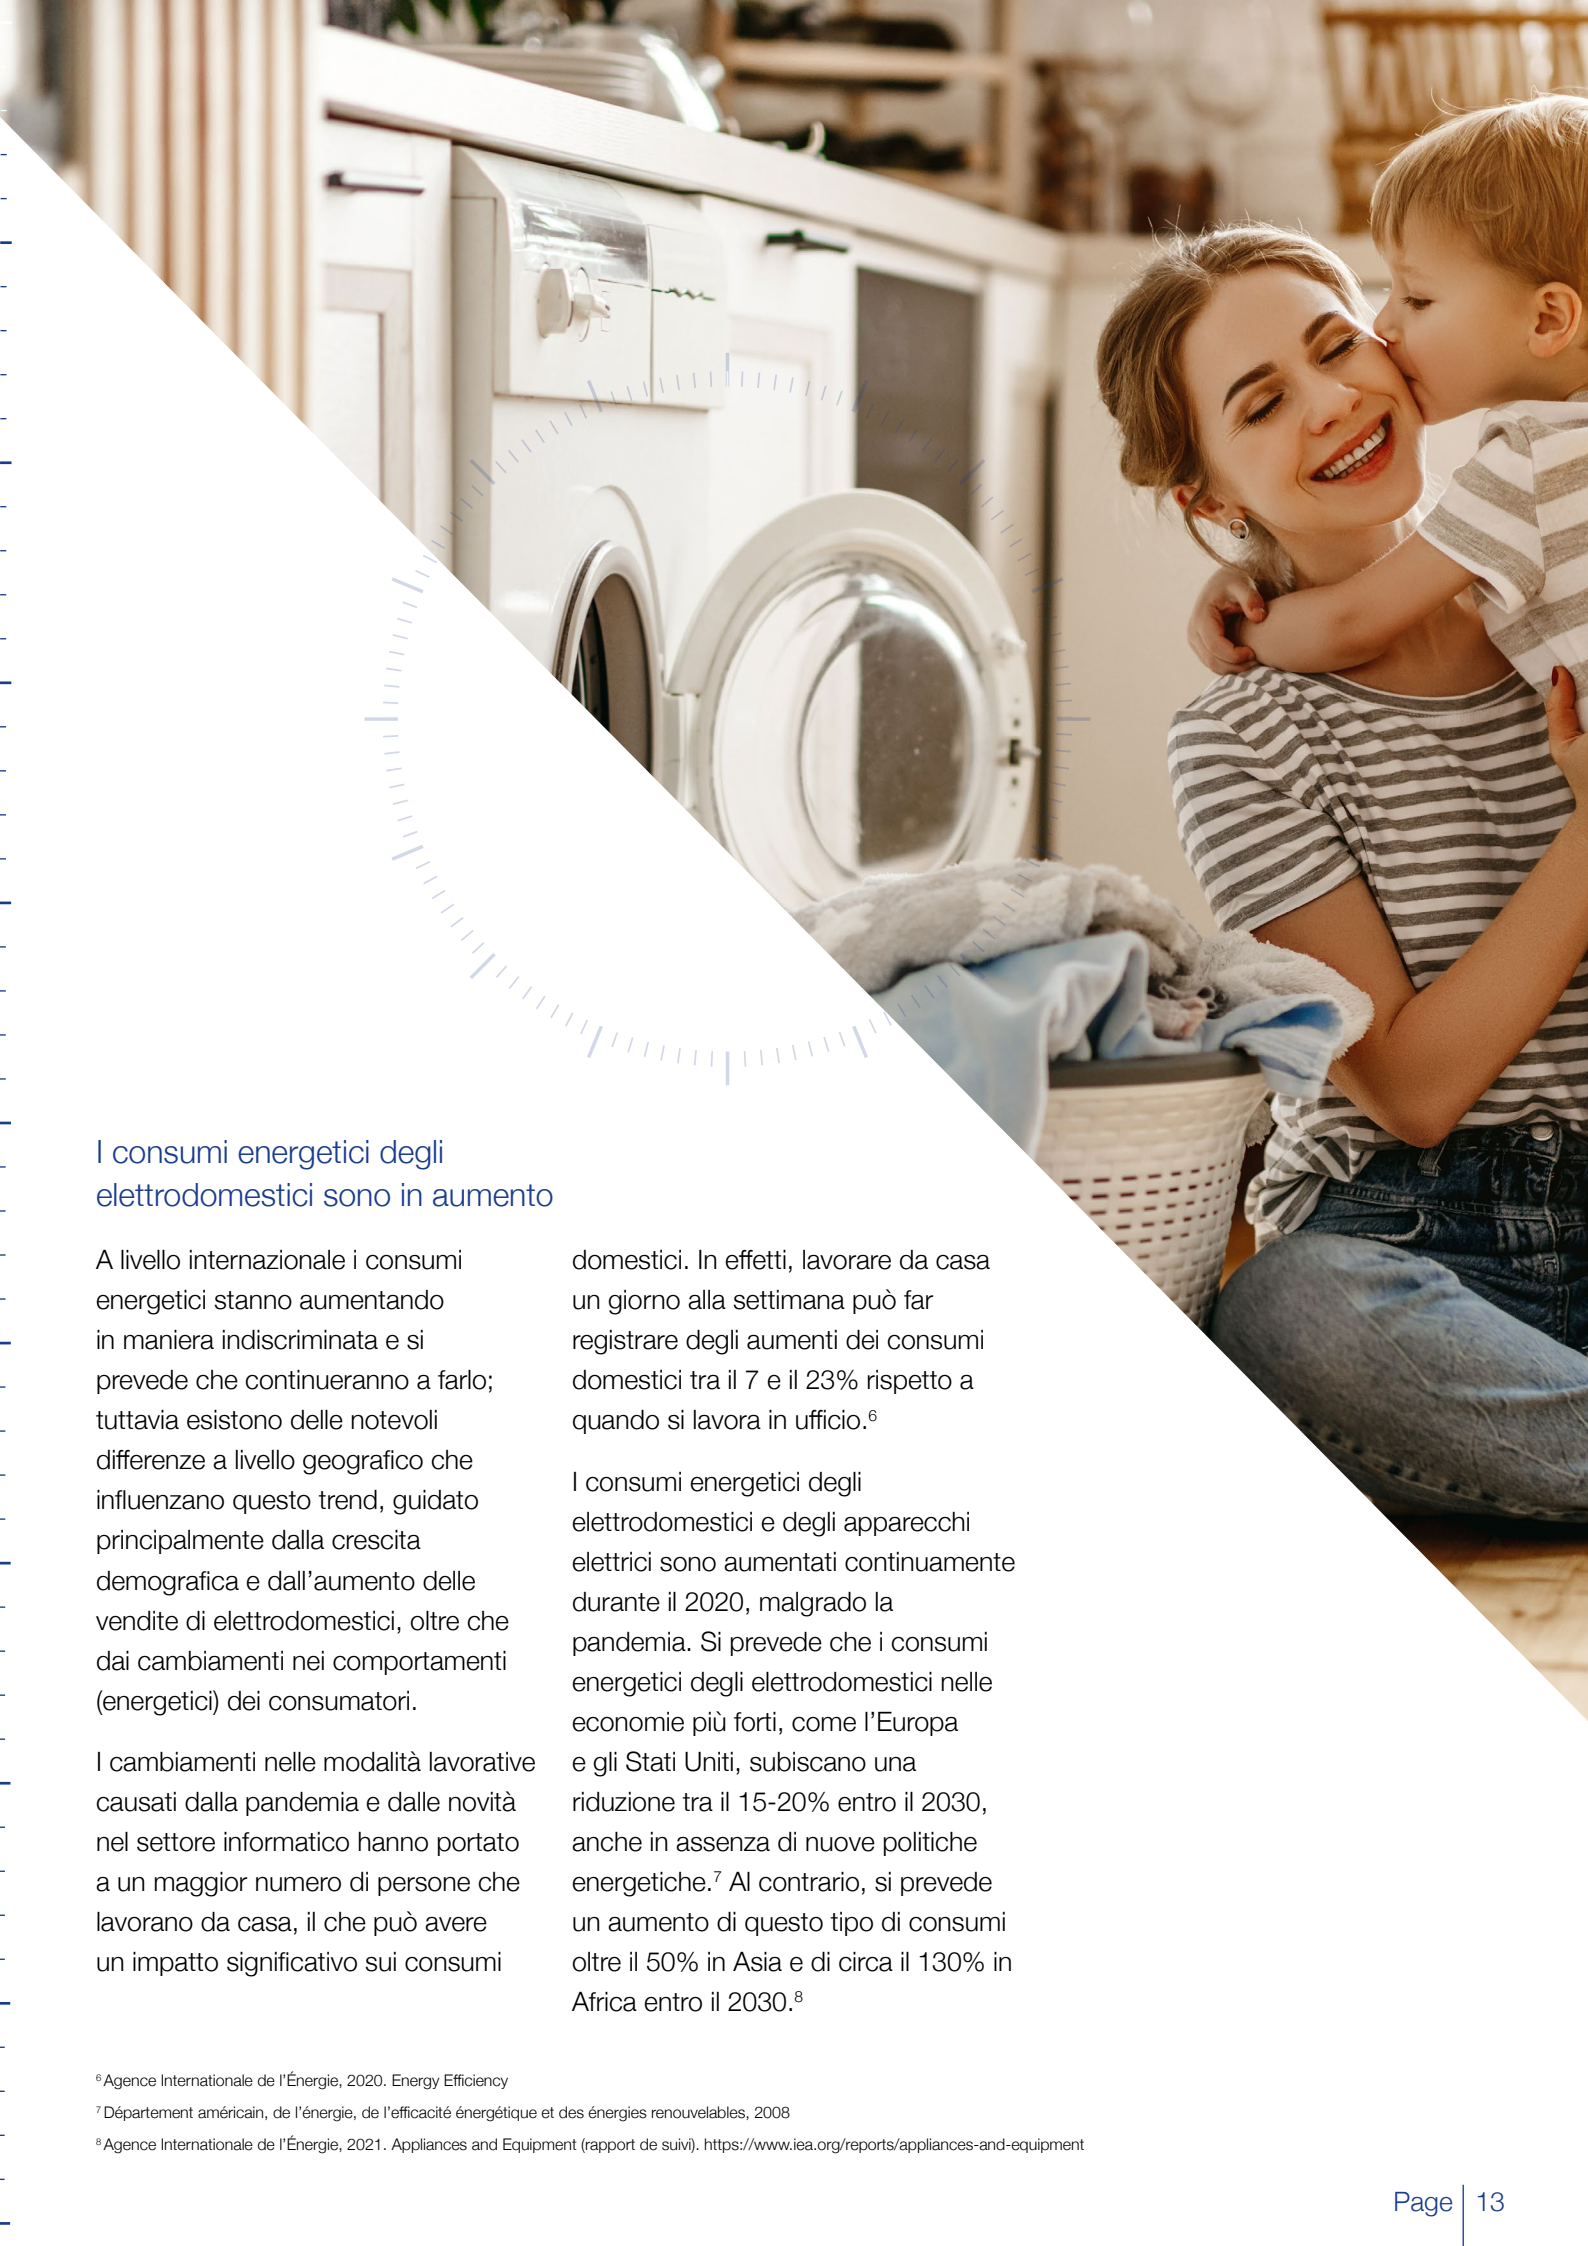 I consumi energetici degli
elettrodomestici sono in aumento
A livello internazionale i consumi
energetici stanno aumentando
in maniera indiscriminata e si
prevede che continueranno a farlo;
tuttavia esistono delle notevoli
differenze a livello geografico che
influenzano questo trend, guidato
principalmente dalla crescita
demografica e dall’aumento delle
vendite di elettrodomestici, oltre che
dai cambiamenti nei comportamenti
(energetici) dei consumatori.
I cambiamenti nelle modalità lavorative
causati dalla pandemia e dalle novità
nel settore informatico hanno portato
a un maggior numero di persone che
lavorano da casa, il che può avere
un impatto significativo sui consumi
domestici. In effetti, lavorare da casa
un giorno alla settimana può far
registrare degli aumenti dei consumi
domestici tra il 7 e il 23% rispetto a
quando si lavora in ufficio.⁶
I consumi energetici degli
elettrodomestici e degli apparecchi
elettrici sono aumentati continuamente
durante il 2020, malgrado la
pandemia. Si prevede che i consumi
energetici degli elettrodomestici nelle
economie più forti, come l’Europa
e gli Stati Uniti, subiscano una
riduzione tra il 15-20% entro il 2030,
anche in assenza di nuove politiche
energetiche.⁷ Al contrario, si prevede
un aumento di questo tipo di consumi
oltre il 50% in Asia e di circa il 130% in
Africa entro il 2030.⁸
⁶ Agence Internationale de l’Énergie, 2020. Energy Efficiency
⁷ Département américain, de l’énergie, de l’efficacité énergétique et des énergies renouvelables, 2008
⁸ Agence Internationale de l’Énergie, 2021. Appliances and Equipment (rapport de suivi). https://www.iea.org/reports/appliances-and-equipment
Page 13